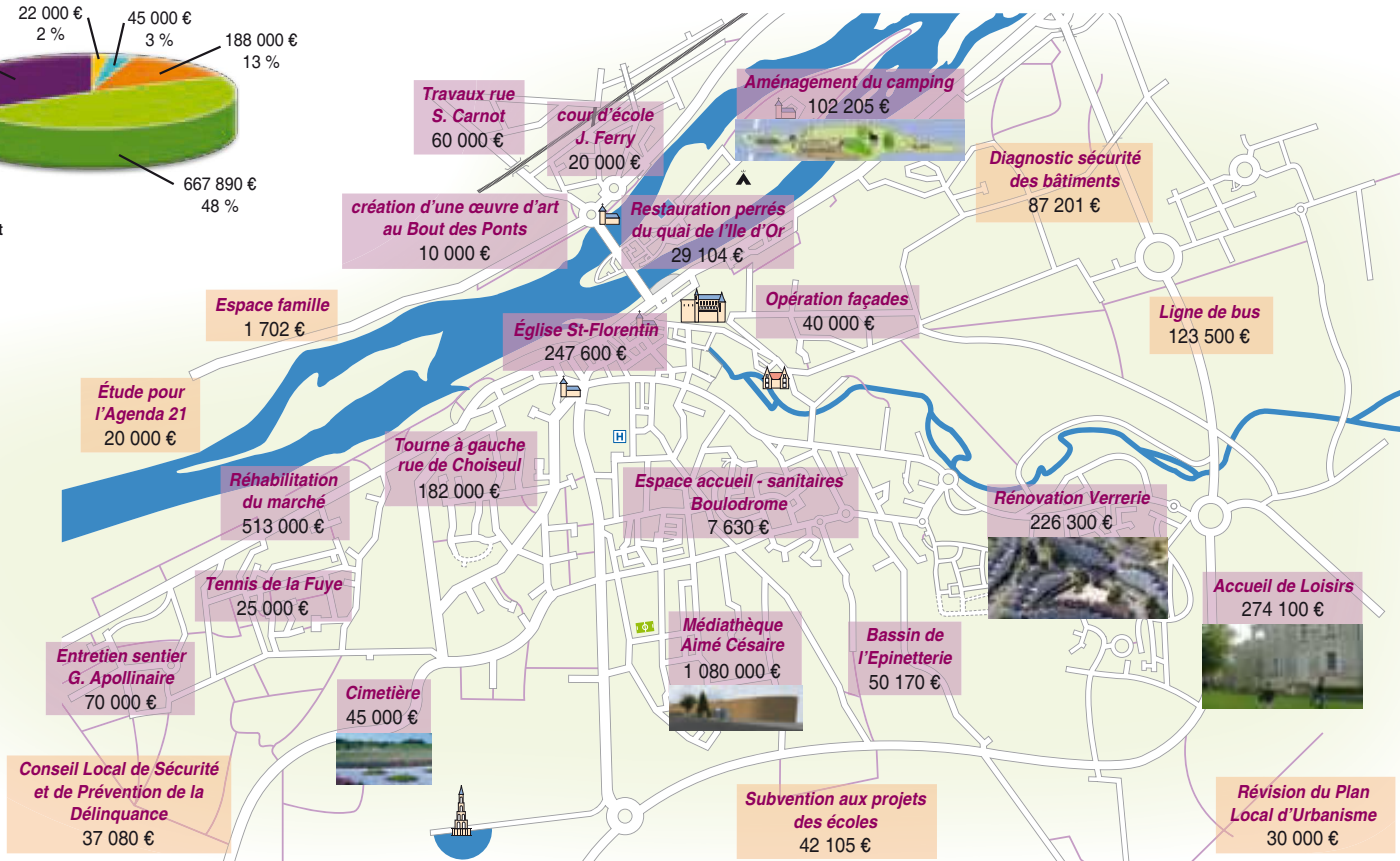 22 000 €
2 %
45 000 €
3 %
188 000 €
13 %
667 890 €
48 %
t
Travaux rue
S. Carnot
60 000 €
cour d'école
J. Ferry
20 000 €
Aménagement du camping
102 205 €
Diagnostic sécurité
des bâtiments
87 201 €
création d'une œuvre d'art
au Bout des Ponts
10 000 €
Restauration perrés
du quai de l'Ile d'Or
29 104 €
Espace famille
1 702 €
Église St-Florentin
247 600 €
Opération façades
40 000 €
Ligne de bus
123 500 €
Étude pour
l'Agenda 21
20 000 €
H
Tourne à gauche
rue de Choiseul
182 000 €
Réhabilitation
du marché
513 000 €
Espace accueil - sanitaires
Boulodrome
7 630 €
Rénovation Verrerie
226 300 €
Tennis de la Fuye
25 000 €
Accueil de Loisirs
274 100 €
Médiathèque
Aimé Césaire
1 080 000 €
Bassin de
l'Epinetterie
50 170 €
Entretien sentier
G. Apollinaire
70 000 €
Cimetière
45 000 €
Conseil Local de Sécurité
et de Prévention de la
Délinquance
37 080 €
Subvention aux projets
des écoles
42 105 €
Révision du Plan
Local d'Urbanisme
30 000 €